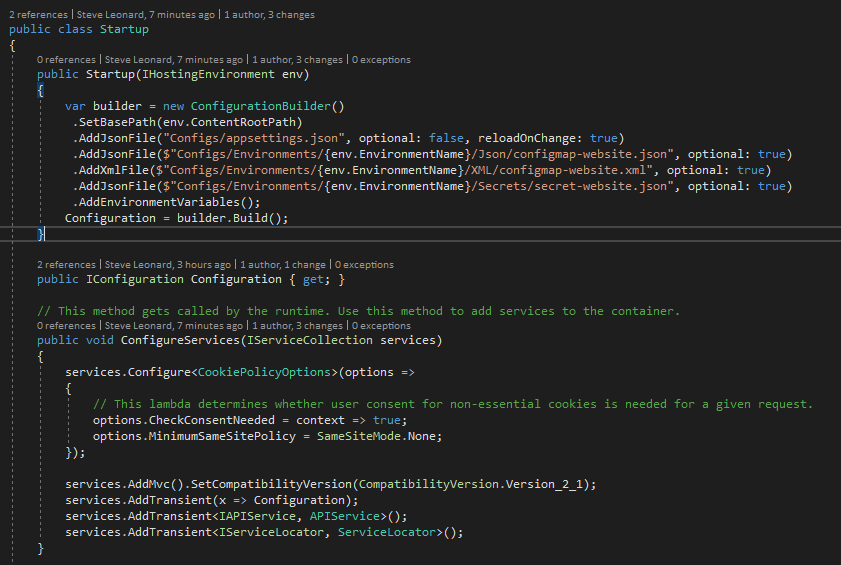 2 references | Steve Leonard, 7 minutes ago | 1 author, 3 changes
public class Startup
{
0 references | Steve Leonard, 7 minutes ago | 1 author, 3 changes | 0 exceptions
public Startup(IHostingEnvironment env)
{
var builder = new ConfigurationBuilder()
.SetBasePath(env.ContentRootPath)
.AddJsonFile("Configs/appsettings.json", optional: false, reloadOnChange: true)
.AddJsonFile($"Configs/Environments/{env.EnvironmentName}/Json/configmap-website.json", optional: true)
.AddXmlFile($"Configs/Environments/{env.EnvironmentName}/XML/configmap-website.xml", optional: true)
.AddJsonFile($"Configs/Environments/{env.EnvironmentName}/Secrets/secret-website.json", optional: true)
.AddEnvironmentVariables();
Configuration = builder.Build();
}
2 references | Steve Leonard, 3 hours ago | 1 author, 1 change | 0 exceptions
public IConfiguration Configuration { get; }
// This method gets called by the runtime. Use this method to add services to the container.
0 references | Steve Leonard, 7 minutes ago | 1 author, 3 changes | 0 exceptions
public void ConfigureServices(IServiceCollection services)
{
services.Configure<CookiePolicyOptions>(options =>
{
// This lambda determines whether user consent for non-essential cookies is needed for a given request.
options.CheckConsentNeeded = context => true;
options.MinimumSameSitePolicy = SameSiteMode.None;
});
services.AddMvc().SetCompatibilityVersion(CompatibilityVersion.Version_2_1);
services.AddTransient(x => Configuration);
services.AddTransient<IAPIService, APIService>();
services.AddTransient<IServiceLocator, ServiceLocator>();
}